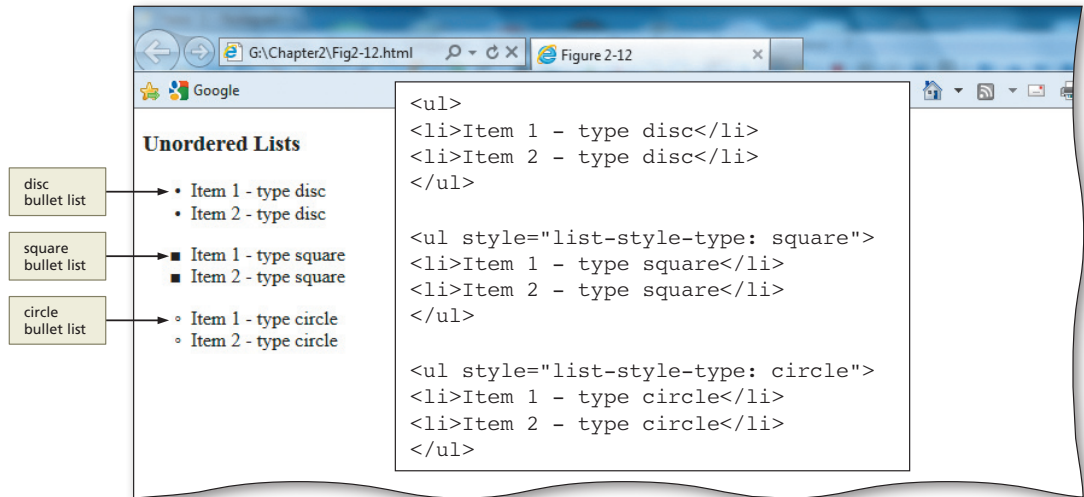 G:\Chapter2\Fig2-12.html
Figure 2-12
Google
Unordered Lists
disc
bullet list
• Item 1 - type disc
• Item 2 - type disc
square
bullet list
■ Item 1 - type square
■ Item 2 - type square
circle
bullet list
◦ Item 1 - type circle
◦ Item 2 - type circle
<ul>
<li>Item 1 - type disc</li>
<li>Item 2 - type disc</li>
</ul>
<ul style="list-style-type: square">
<li>Item 1 - type square</li>
<li>Item 2 - type square</li>
</ul>
<ul style="list-style-type: circle">
<li>Item 1 - type circle</li>
<li>Item 2 - type circle</li>
</ul>